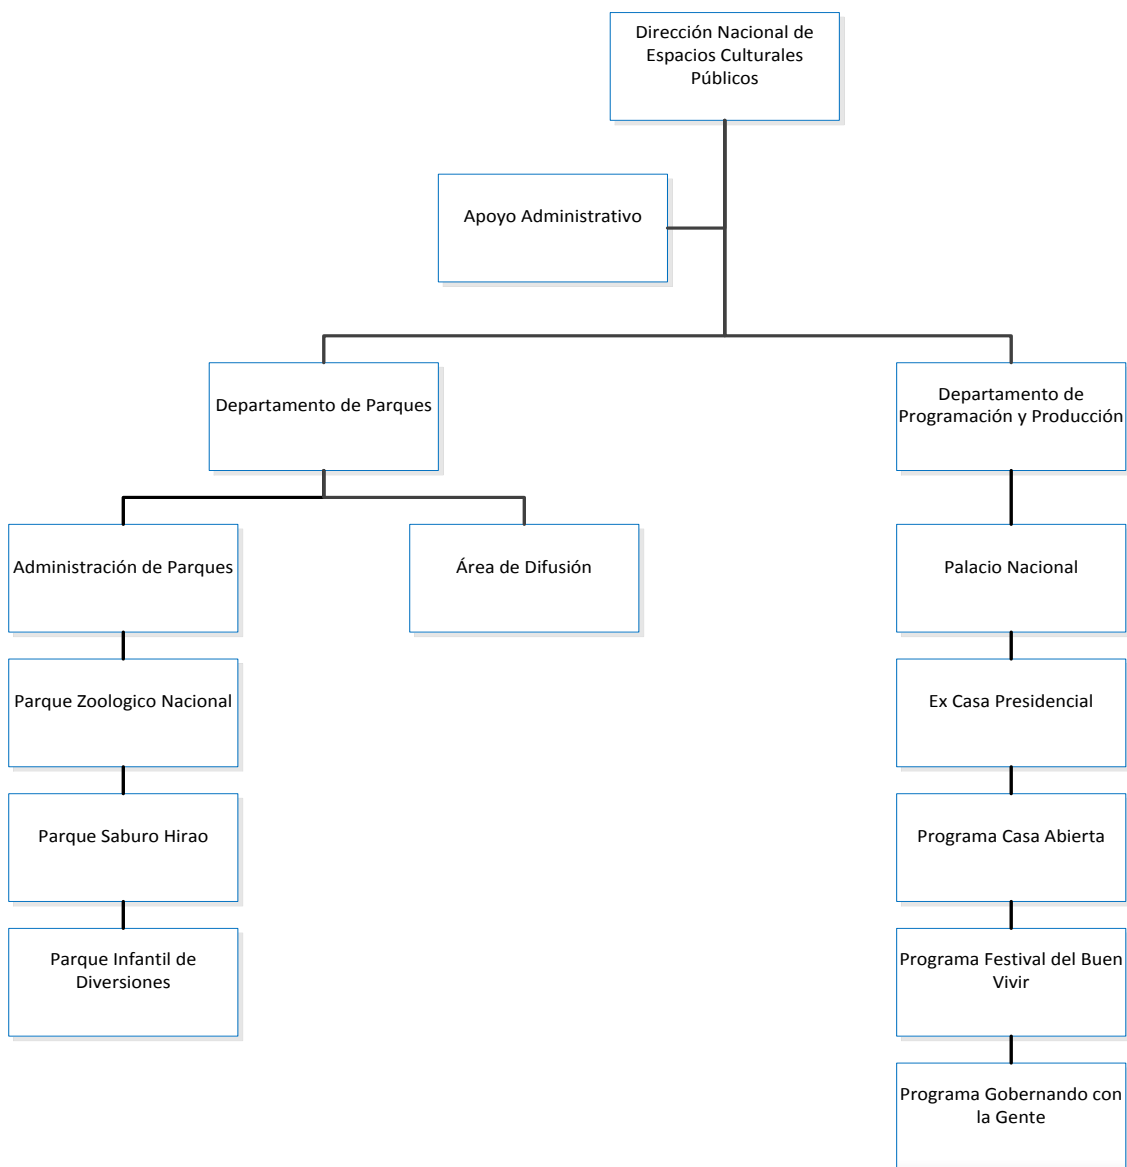 Dirección Nacional de
Espacios Culturales
Públicos
Apoyo Administrativo
Departamento de Parques
Departamento de
Programación y Producción
Administración de Parques
Área de Difusión
Palacio Nacional
Parque Zoologico Nacional
Ex Casa Presidencial
Parque Saburo Hirao
Programa Casa Abierta
Parque Infantil de
Diversiones
Programa Festival del Buen
Vivir
Programa Gobernando con
la Gente